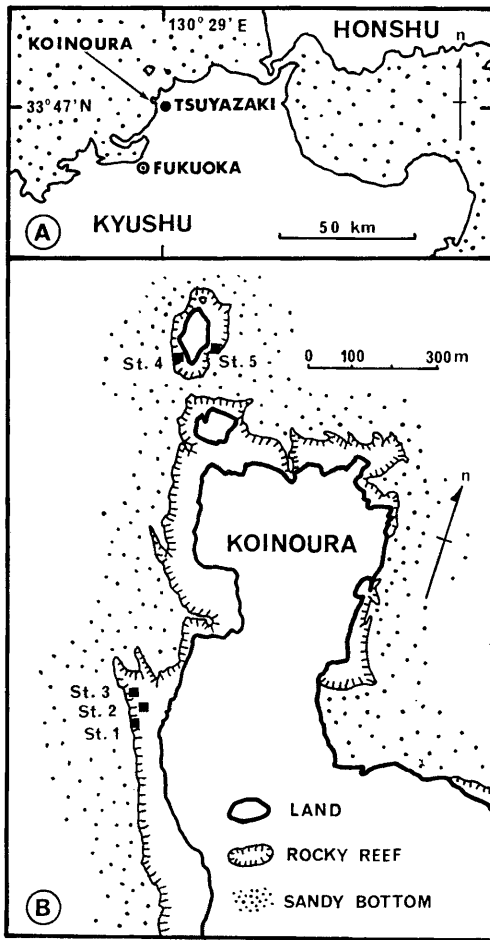 130° 29' E
HONSHU
KOINOURA
n
33° 47' N
TSUYAZAKI
FUKUOKA
KYUSHU
50 km
A
St. 4
St. 5
0 100 300 m
n
KOINOURA
St. 3
St. 2
St. 1
LAND
ROCKY REEF
SANDY BOTTOM
B